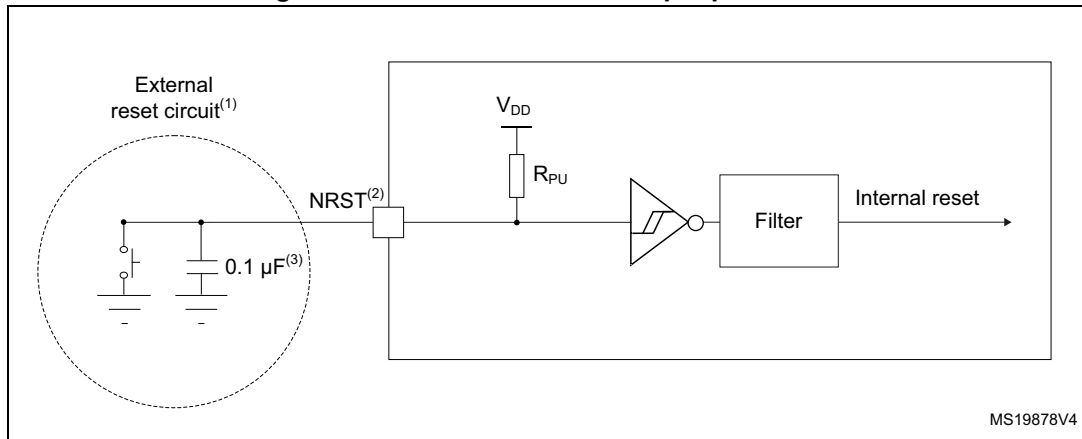 External
reset circuit(1)
VDD
RPU
NRST(2)
0.1 µF(3)
Filter
Internal reset
MS19878V4